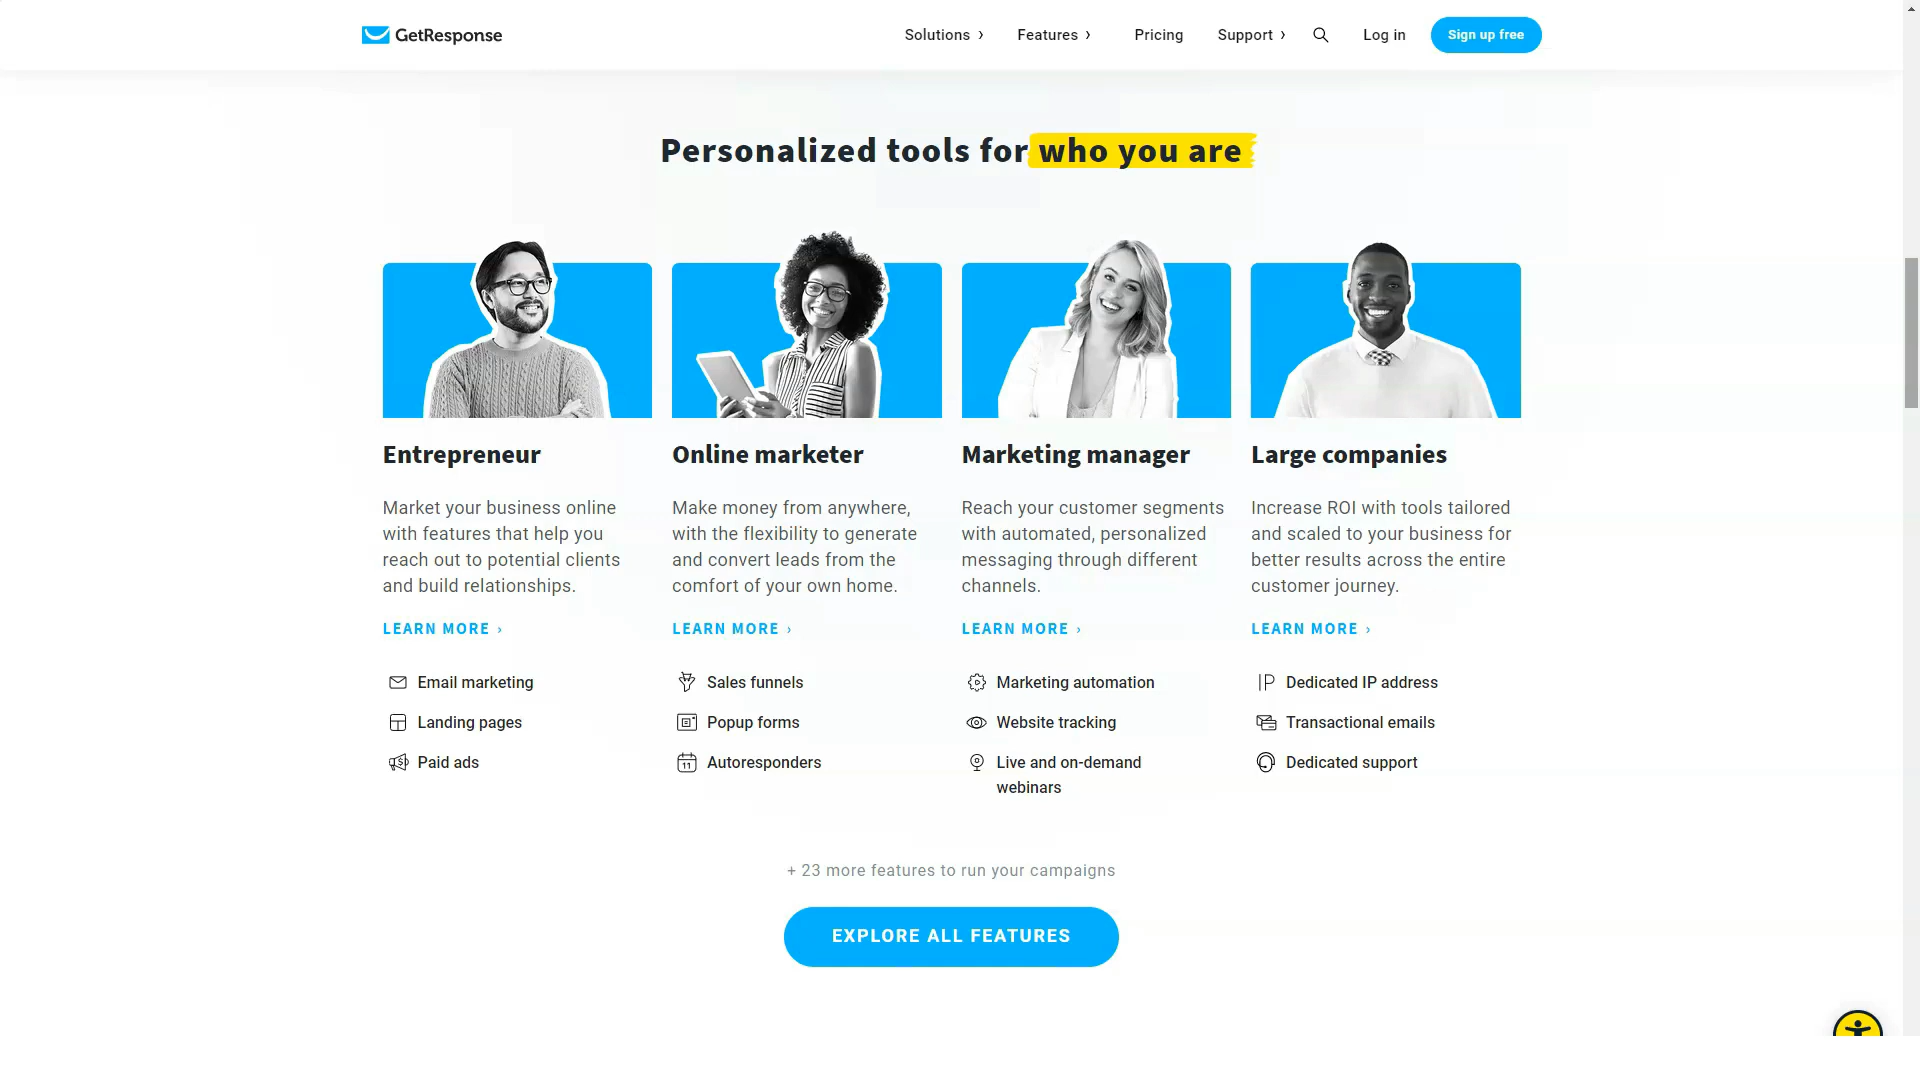 GetResponse
Solutions ›
Features ›
Pricing
Support ›
Log in
Sign up free
Personalized tools for who you are
Entrepreneur
Market your business online
with features that help you
reach out to potential clients
and build relationships.
LEARN MORE ›
Email marketing
Landing pages
Paid ads
Online marketer
Make money from anywhere,
with the flexibility to generate
and convert leads from the
comfort of your own home.
LEARN MORE ›
Sales funnels
Popup forms
11 Autoresponders
Marketing manager
Reach your customer segments
with automated, personalized
messaging through different
channels.
LEARN MORE ›
Marketing automation
Website tracking
Live and on-demand
webinars
Large companies
Increase ROI with tools tailored
and scaled to your business for
better results across the entire
customer journey.
LEARN MORE ›
IP Dedicated IP address
Transactional emails
Dedicated support
+ 23 more features to run your campaigns
EXPLORE ALL FEATURES